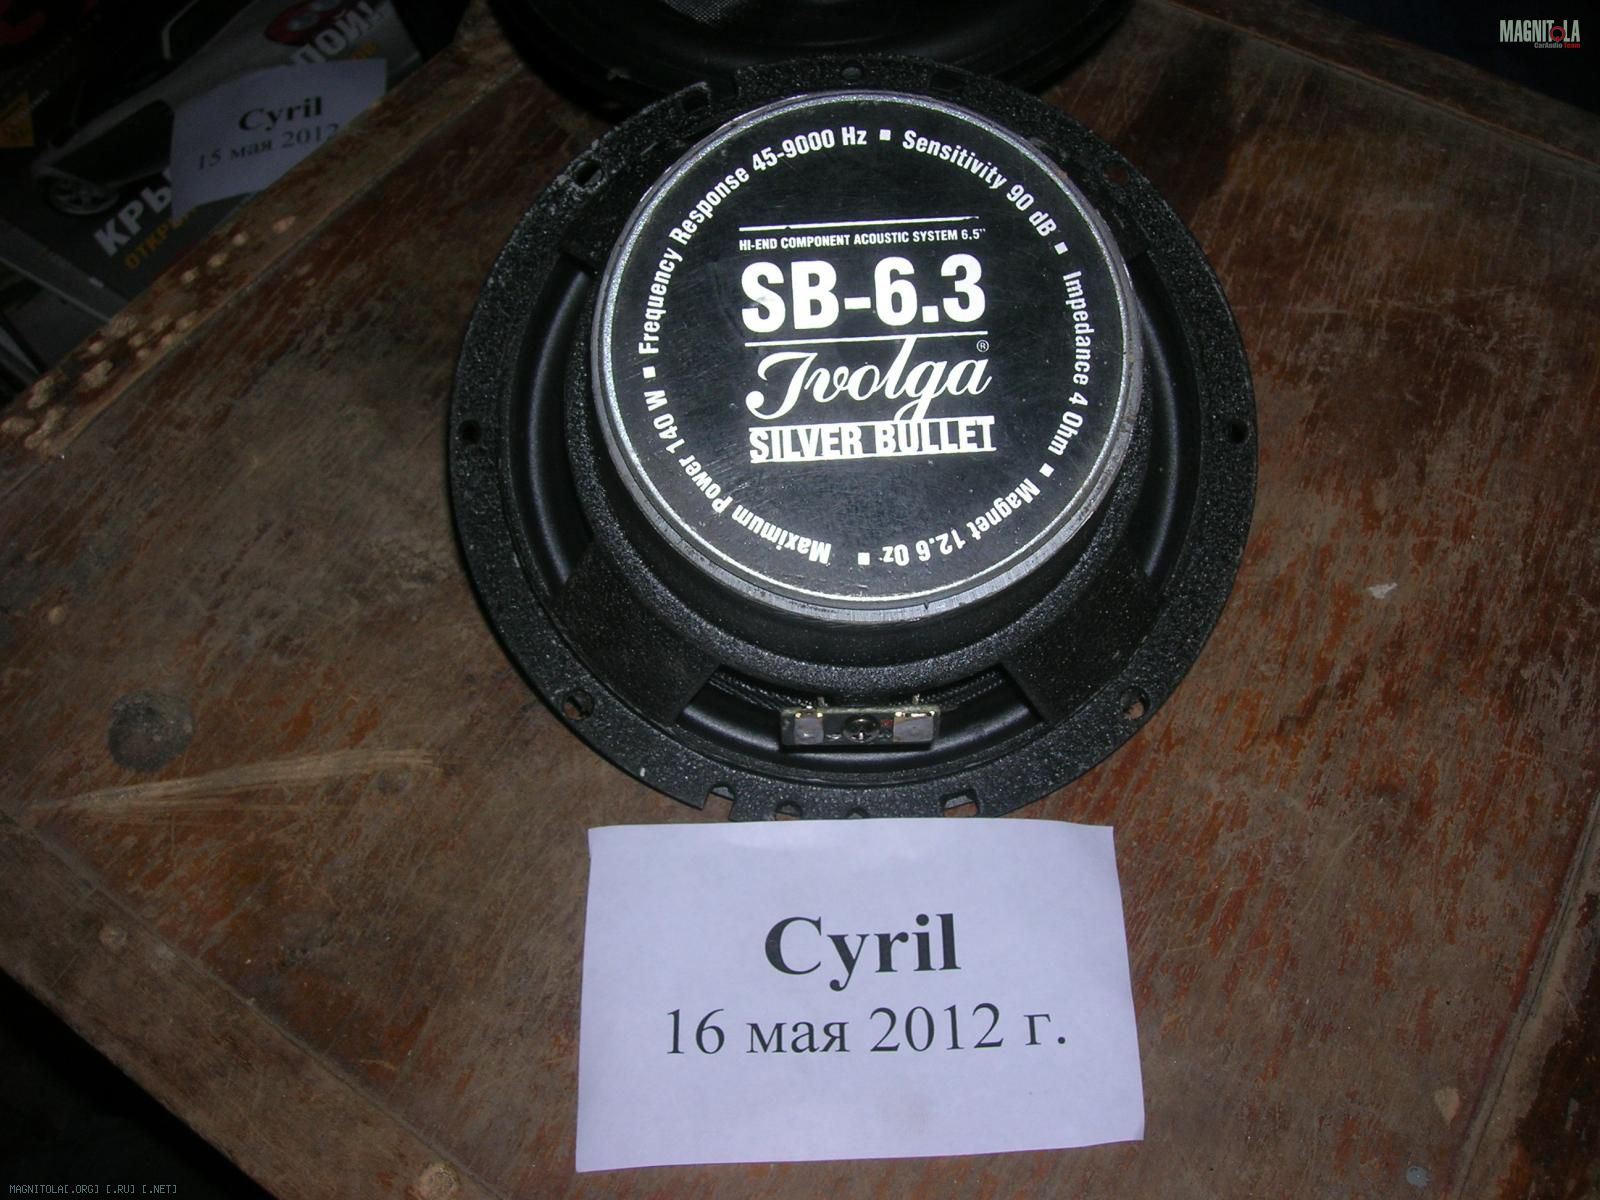 MAGNITOLA
CarAudio Team
Cyril
15 мая 2012
Maximum Power 140 W ▪ Frequency Response 45-9000 Hz ▪ Sensitivity 90 dB ▪ Impedance 4 Ohm ▪ Magnet 12.6 Oz ▪
HI-END COMPONENT ACOUSTIC SYSTEM 6.5"
SB-6.3
Ivolga®
SILVER BULLET
Cyril
16 мая 2012 г.
MAGNITOLA[.ORG] [.RU] [.NET]